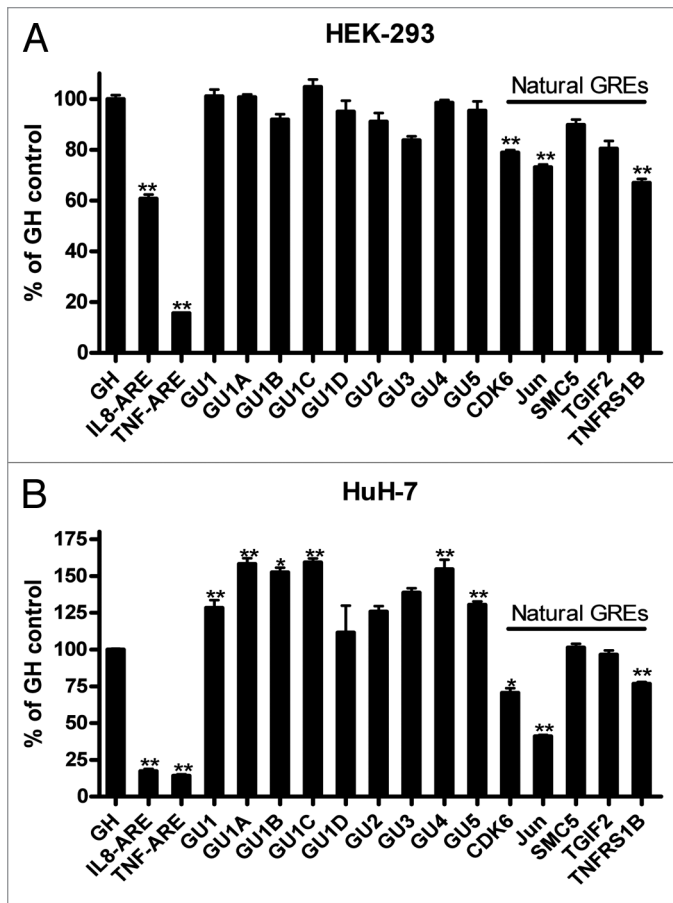 A
HEK-293
Natural GREs
% of GH control
100
80
60
40
20
0
**
**
**
**
**
GH
IL8-ARE
TNF-ARE
GU1
GU1A
GU1B
GU1C
GU1D
GU2
GU3
GU4
GU5
CDK6
Jun
SMC5
TGIF2
TNFRS1B
B
HuH-7
Natural GREs
% of GH control
175
150
125
100
75
50
25
0
**
**
**
**
*
**
**
**
*
**
**
GH
IL8-ARE
TNF-ARE
GU1
GU1A
GU1B
GU1C
GU1D
GU2
GU3
GU4
GU5
CDK6
Jun
SMC5
TGIF2
TNFRS1B